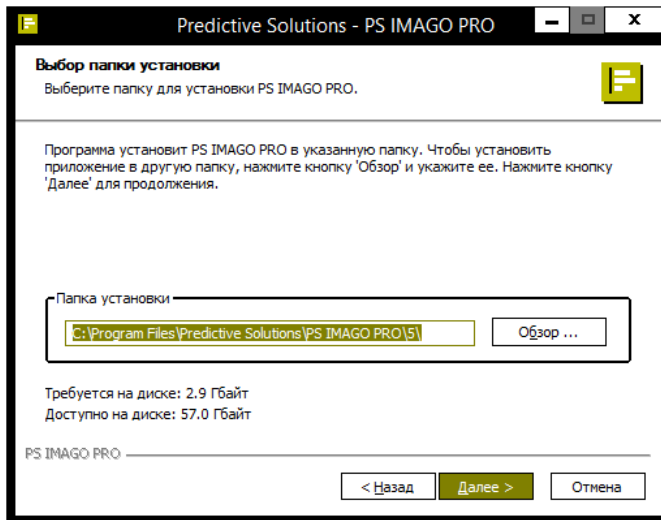 Predictive Solutions - PS IMAGO PRO
Выбор папки установки
Выберите папку для установки PS IMAGO PRO.
Программа установит PS IMAGO PRO в указанную папку. Чтобы установить
приложение в другую папку, нажмите кнопку 'Обзор' и укажите ее. Нажмите кнопку
'Далее' для продолжения.
Папка установки
C:\Program Files\Predictive Solutions\PS IMAGO PRO\5\
Обзор ...
Требуется на диске: 2.9 Гбайт
Доступно на диске: 57.0 Гбайт
PS IMAGO PRO
< Назад Далее > Отмена